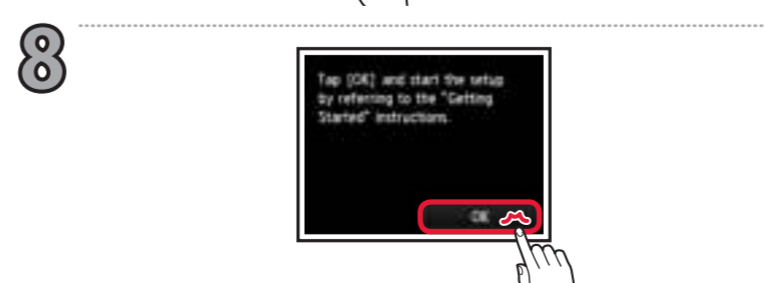 8
Tap [OK] and start the setup
by referring to the "Getting
Started" instructions.
OK